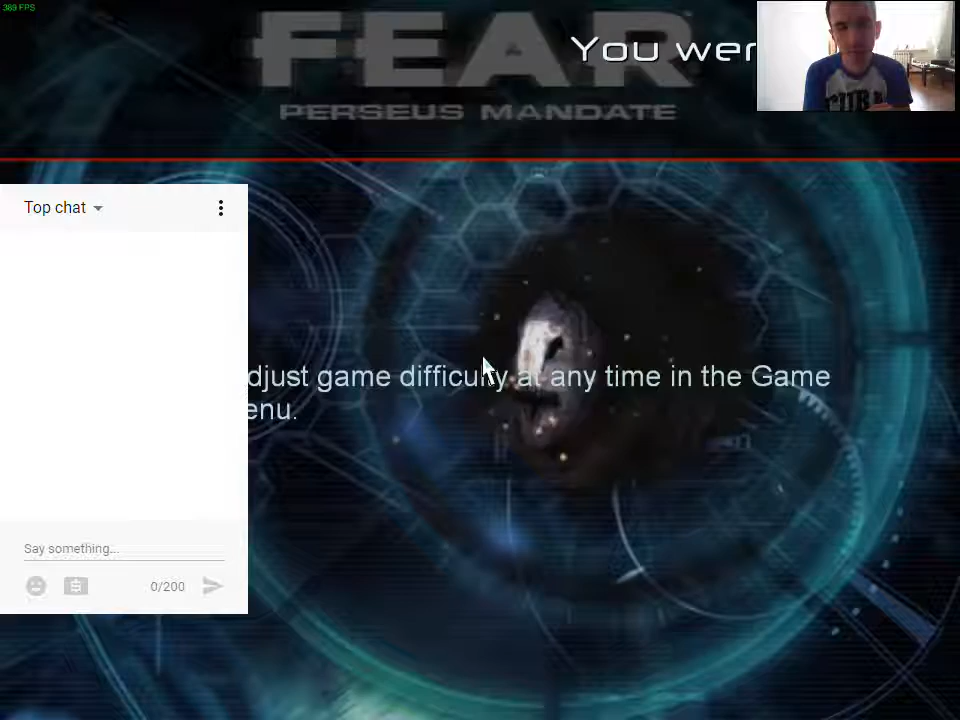 389 FPS
FEAR
You wer
PERSEUS MANDATE
Top chat
djust game difficulty at any time in the Game
enu.
Say something...
0/200